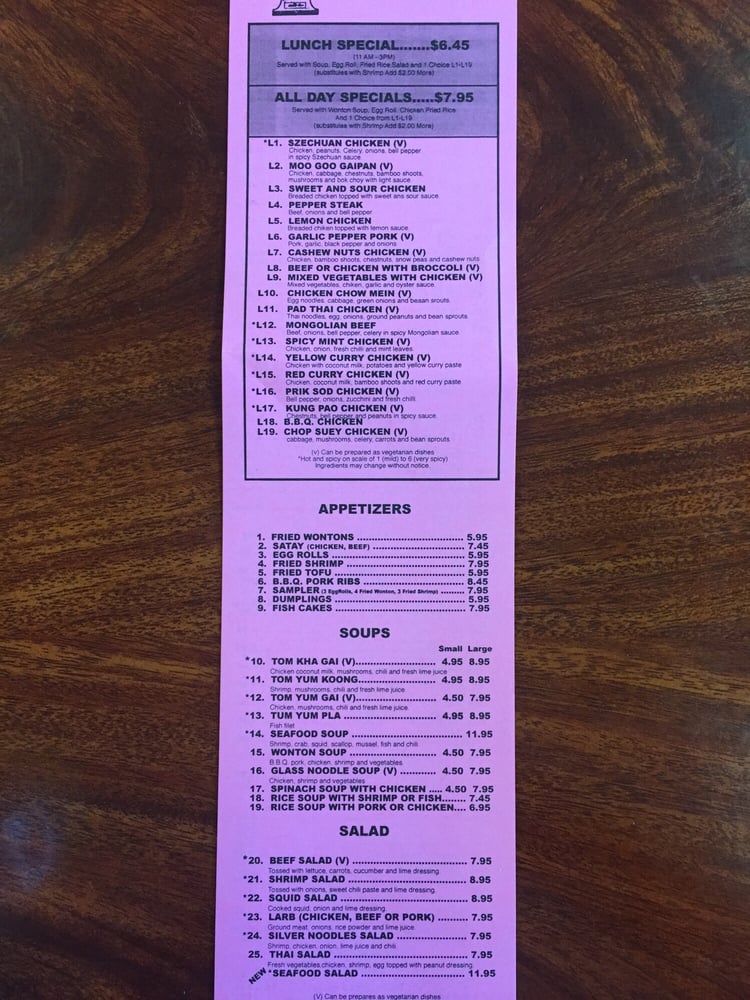 LUNCH SPECIAL.......$6.45
(11 AM - 3PM)
Served with Soup, Egg Roll, Fried Rice Salad and 1 Choice L1-L19
(substitutes with Shrimp Add $2.00 More)
ALL DAY SPECIALS.....$7.95
Served with Wonton Soup, Egg Roll, Chicken Fried Rice
And 1 Choice from L1-L19
(substitutes with Shrimp Add $2.00 More)
*L1. SZECHUAN CHICKEN (V)
Chicken, peanuts, Celery, onions, bell pepper
in spicy Szechuan sauce
L2. MOO GOO GAIPAN (V)
Chicken, cabbage, chestnuts, bamboo shoots,
mushrooms and bok choy with light sauce.
L3. SWEET AND SOUR CHICKEN
Breaded chicken topped with sweet ans sour sauce.
L4. PEPPER STEAK
Beef, onions and bell pepper
L5. LEMON CHICKEN
Breaded chiken topped with lemon sauce.
L6. GARLIC PEPPER PORK (V)
Pork, garlic, black pepper and onions
L7. CASHEW NUTS CHICKEN (V)
Chicken, bamboo shoots, chestnuts, snow peas and cashew nuts
L8. BEEF OR CHICKEN WITH BROCCOLI (V)
L9. MIXED VEGETABLES WITH CHICKEN (V)
Mixed vegetables, chiken, garlic and oyster sauce.
L10. CHICKEN CHOW MEIN (V)
Egg noodles, cabbage, green onions and beasn srouts.
L11. PAD THAI CHICKEN (V)
Thai noodles, egg, onions, ground peanuts and bean sprouts.
*L12. MONGOLIAN BEEF
Beef, onions, bell pepper, celery in spicy Mongolian sauce.
*L13. SPICY MINT CHICKEN (V)
Chicken, onion, fresh chilli and mint leaves.
*L14. YELLOW CURRY CHICKEN (V)
Chicken with coconut milk, potatoes and yellow curry paste
*L15. RED CURRY CHICKEN (V)
Chicken, coconut milk, bamboo shoots and red curry paste
*L16. PRIK SOD CHICKEN (V)
Bell pepper, onions, zucchini and fresh chilli.
*L17. KUNG PAO CHICKEN (V)
Chestnuts, bell pepper and peanuts in spicy sauce.
L18. B.B.Q. CHICKEN
L19. CHOP SUEY CHICKEN (V)
cabbage, mushrooms, celery, carrots and bean sprouts
(v) Can be prepared as vegetarian dishes
*Hot and spicy on scale of 1 (mild) to 6 (very spicy)
Ingredients may change without notice.
APPETIZERS
1. FRIED WONTONS .......................... 5.95
2. SATAY (CHICKEN, BEEF) ...................... 7.45
3. EGG ROLLS ................................. 5.95
4. FRIED SHRIMP ............................. 7.95
5. FRIED TOFU ................................ 5.95
6. B.B.Q. PORK RIBS ......................... 8.45
7. SAMPLER (3 EggRolls, 4 Fried Wonton, 3 Fried Shrimp) ......... 7.95
8. DUMPLINGS ................................ 5.95
9. FISH CAKES ................................ 7.95
SOUPS
Small Large
*10. TOM KHA GAI (V)................... 4.95 8.95
Chicken coconut milk, mushrooms, chili and fresh lime juice
*11. TOM YUM KOONG.................. 4.95 8.95
Shrimp, mushrooms, chili and fresh lime juice
*12. TOM YUM GAI (V)................... 4.50 7.95
Chicken, mushrooms, chili and fresh lime juice.
*13. TUM YUM PLA ...................... 4.95 8.95
Fish filet
*14. SEAFOOD SOUP .......................... 11.95
Shrimp, crab, squid, scallop, mussel, fish and chili.
15. WONTON SOUP ..................... 4.50 7.95
B.B.Q. pork, chicken, shrimp and vegetables.
16. GLASS NOODLE SOUP (V) ......... 4.50 7.95
Chicken, shrimp and vegetables
17. SPINACH SOUP WITH CHICKEN ..... 4.50 7.95
18. RICE SOUP WITH SHRIMP OR FISH........ 7.45
19. RICE SOUP WITH PORK OR CHICKEN.... 6.95
SALAD
*20. BEEF SALAD (V) ............................ 7.95
Tossed with lettuce, carrots, cucumber and lime dressing.
*21. SHRIMP SALAD ............................ 8.95
Tossed with onions, sweet chili paste and lime dressing.
*22. SQUID SALAD .............................. 8.95
Cooked squid, onion and lime dressing.
*23. LARB (CHICKEN, BEEF OR PORK) .......... 7.95
Ground meat, onions, rice powder and lime juice.
*24. SILVER NOODLES SALAD .................. 7.95
Shrimp, chicken, onion, lime juice and chili.
25. THAI SALAD ................................ 7.95
Fresh vegetables,chicken, shrimp, egg topped with peanut dressing.
NEW *SEAFOOD SALAD .......................... 11.95
(V) Can be prepares as vegetarian dishes